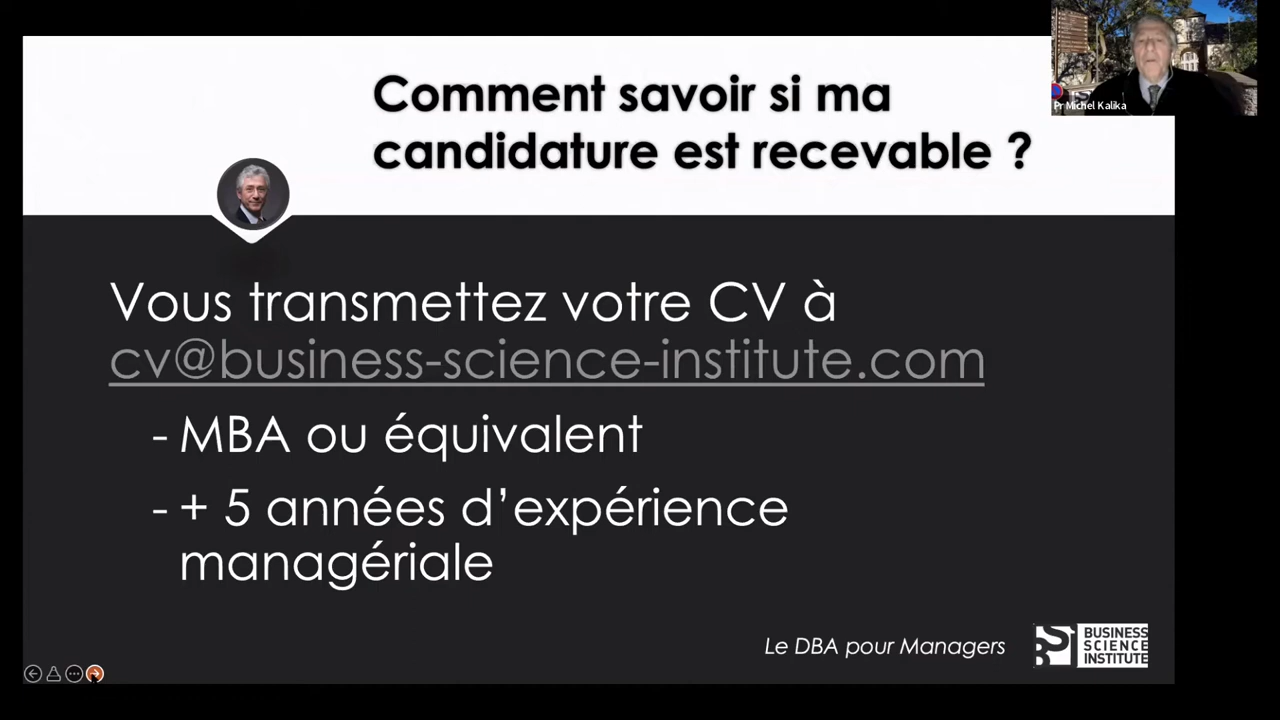 Comment savoir si ma
candidature est recevable ?
Pr Michel Kalika
Vous transmettez votre CV à
cv@business-science-institute.com
- MBA ou équivalent
- + 5 années d’expérience
managériale
Le DBA pour Managers
BUSINESS
SCIENCE
INSTITUTE